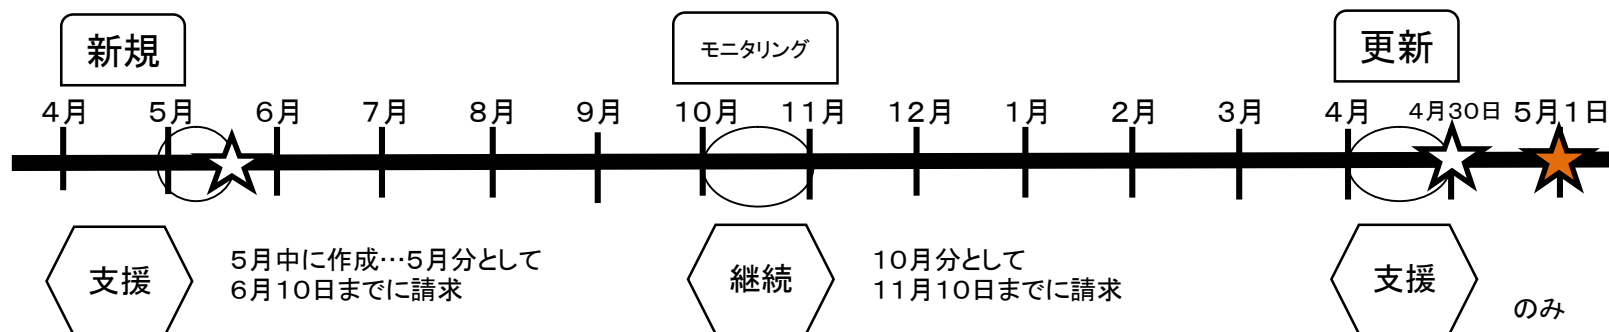 新規
モニタリング
更新
4月 5月 6月 7月 8月 9月 10月 11月 12月 1月 2月 3月 4月 4月30日 5月1日
支援
5月中に作成…5月分として
6月10日までに請求
継続
10月分として
11月10日までに請求
支援
のみ